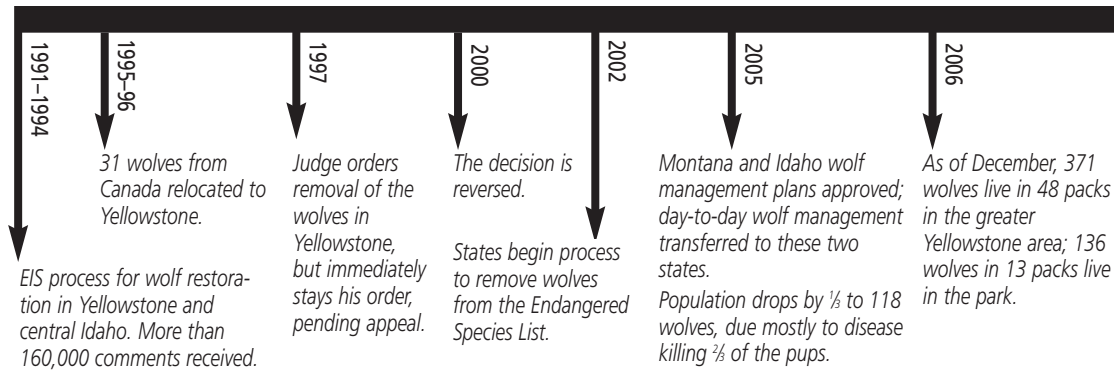 1991–1994
EIS process for wolf restora-
tion in Yellowstone and
central Idaho. More than
160,000 comments received.
1995–96
31 wolves from
Canada relocated to
Yellowstone.
1997
Judge orders
removal of the
wolves in
Yellowstone,
but immediately
stays his order,
pending appeal.
2000
The decision is
reversed.
2002
States begin process
to remove wolves
from the Endangered
Species List.
2005
Montana and Idaho wolf
management plans approved;
day-to-day wolf management
transferred to these two
states.
Population drops by ⅓ to 118
wolves, due mostly to disease
killing ⅔ of the pups.
2006
As of December, 371
wolves live in 48 packs
in the greater
Yellowstone area; 136
wolves in 13 packs live
in the park.